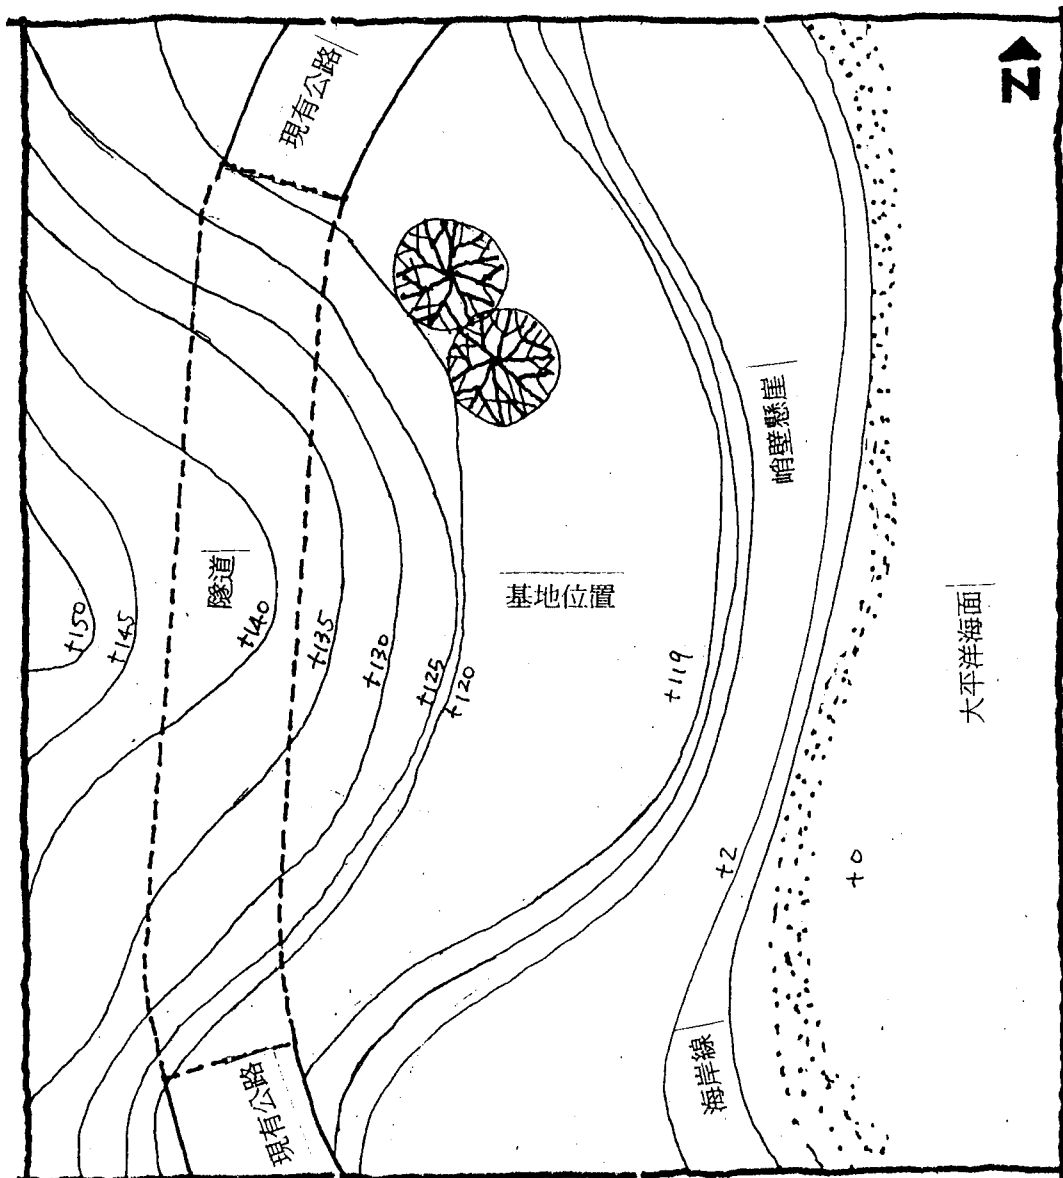 現有公路
N
峭壁懸崖
隧道
基地位置
大平洋海面
+150
+145
+140
+135
+130
+125
+120
+119
+2
+0
海岸線
現有公路